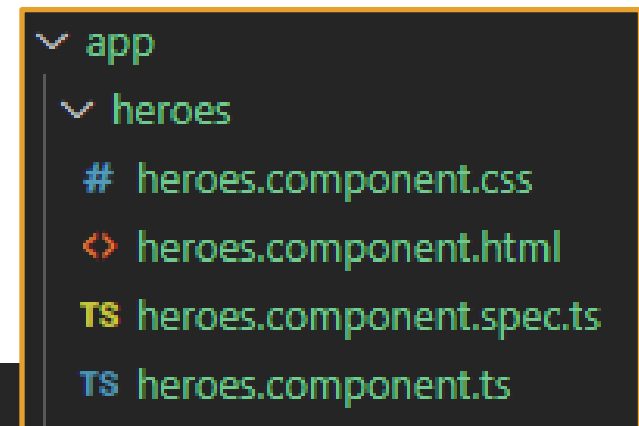 app
heroes
# heroes.component.css
<> heroes.component.html
TS heroes.component.spec.ts
TS heroes.component.ts